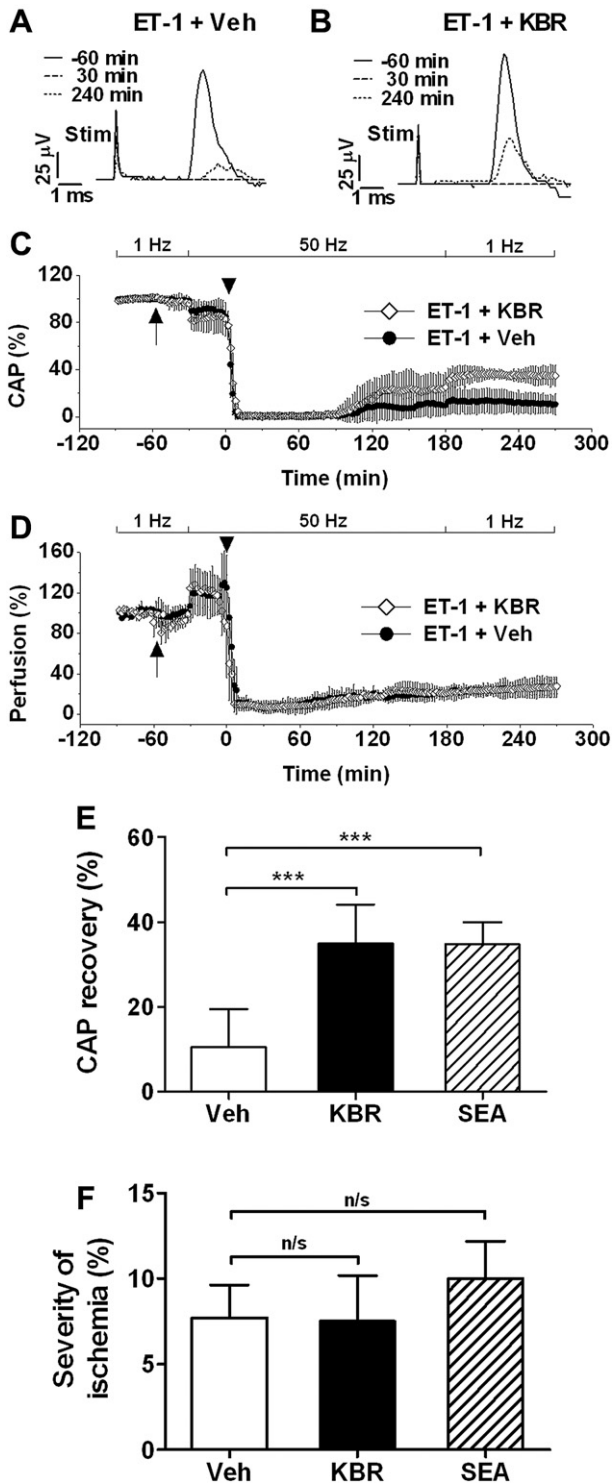 A ET-1 + Veh
-60 min
30 min
240 min
Stim
25 µV
1 ms
B ET-1 + KBR
-60 min
30 min
240 min
Stim
25 µV
1 ms
C
1 Hz 50 Hz 1 Hz
CAP (%)
120
80
40
0
ET-1 + KBR
ET-1 + Veh
-120 -60 0 60 120 180 240 300
Time (min)
D
1 Hz 50 Hz 1 Hz
Perfusion (%)
160
120
80
40
0
ET-1 + KBR
ET-1 + Veh
-120 -60 0 60 120 180 240 300
Time (min)
E
CAP recovery (%)
60
40
20
0
***
***
Veh KBR SEA
F
Severity of
ischemia (%)
15
10
5
0
n/s
n/s
Veh KBR SEA